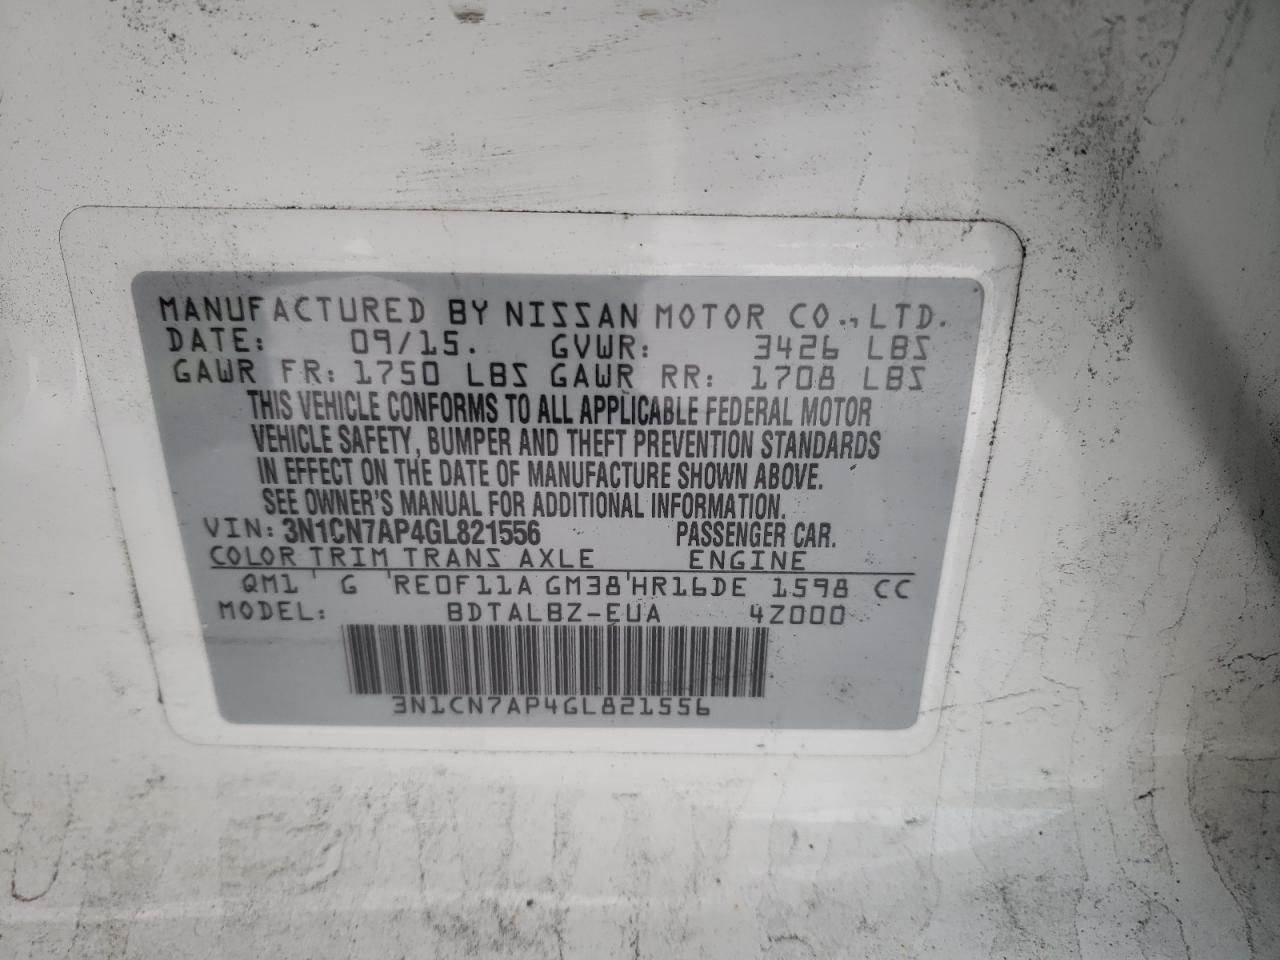 MANUFACTURED BY NISSAN MOTOR CO., LTD.
DATE: 09/15. GVWR: 3426 LBS
GAWR FR: 1750 LBS GAWR RR: 1708 LBS
THIS VEHICLE CONFORMS TO ALL APPLICABLE FEDERAL MOTOR
VEHICLE SAFETY, BUMPER AND THEFT PREVENTION STANDARDS
IN EFFECT ON THE DATE OF MANUFACTURE SHOWN ABOVE.
SEE OWNER'S MANUAL FOR ADDITIONAL INFORMATION.
VIN: 3N1CN7AP4GL821556 PASSENGER CAR.
COLOR TRIM TRANS AXLE ENGINE
QM1 ' G 'RE0F11A GM38'HR16DE 1598 CC
MODEL: BDTALBZ-EUA 4Z000
3N1CN7AP4GL821556